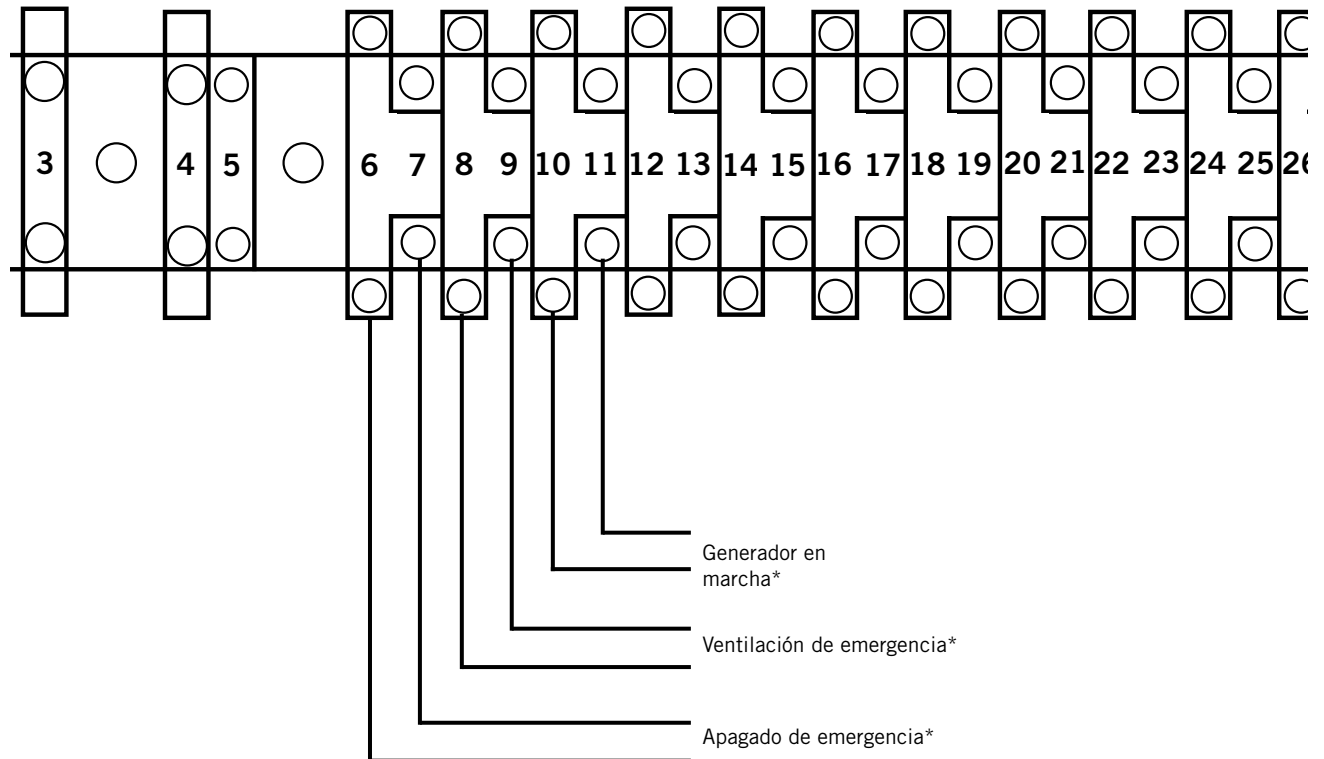 3 4 5 6 7 8 9 10 11 12 13 14 15 16 17 18 19 20 21 22 23 24 25 26
Generador en
marcha*
Ventilación de emergencia*
Apagado de emergencia*